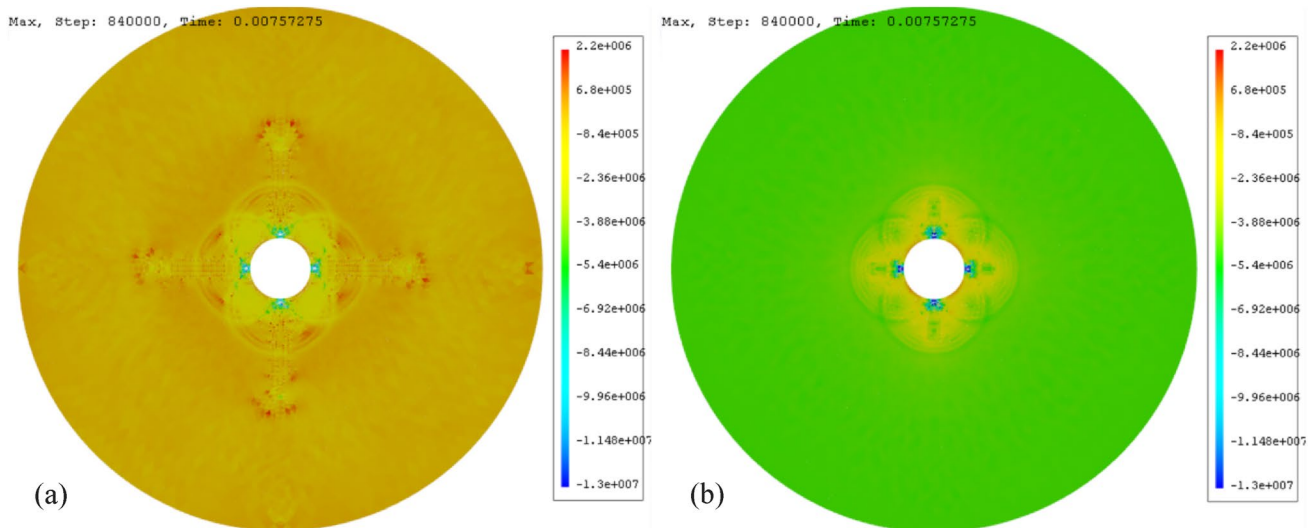 Max, Step: 840000, Time: 0.00757275
2.2e+006
6.8e+005
-8.4e+005
-2.36e+006
-3.88e+006
-5.4e+006
-6.92e+006
-8.44e+006
-9.96e+006
-1.148e+007
-1.3e+007
(a)
Max, Step: 840000, Time: 0.00757275
2.2e+006
6.8e+005
-8.4e+005
-2.36e+006
-3.88e+006
-5.4e+006
-6.92e+006
-8.44e+006
-9.96e+006
-1.148e+007
-1.3e+007
(b)